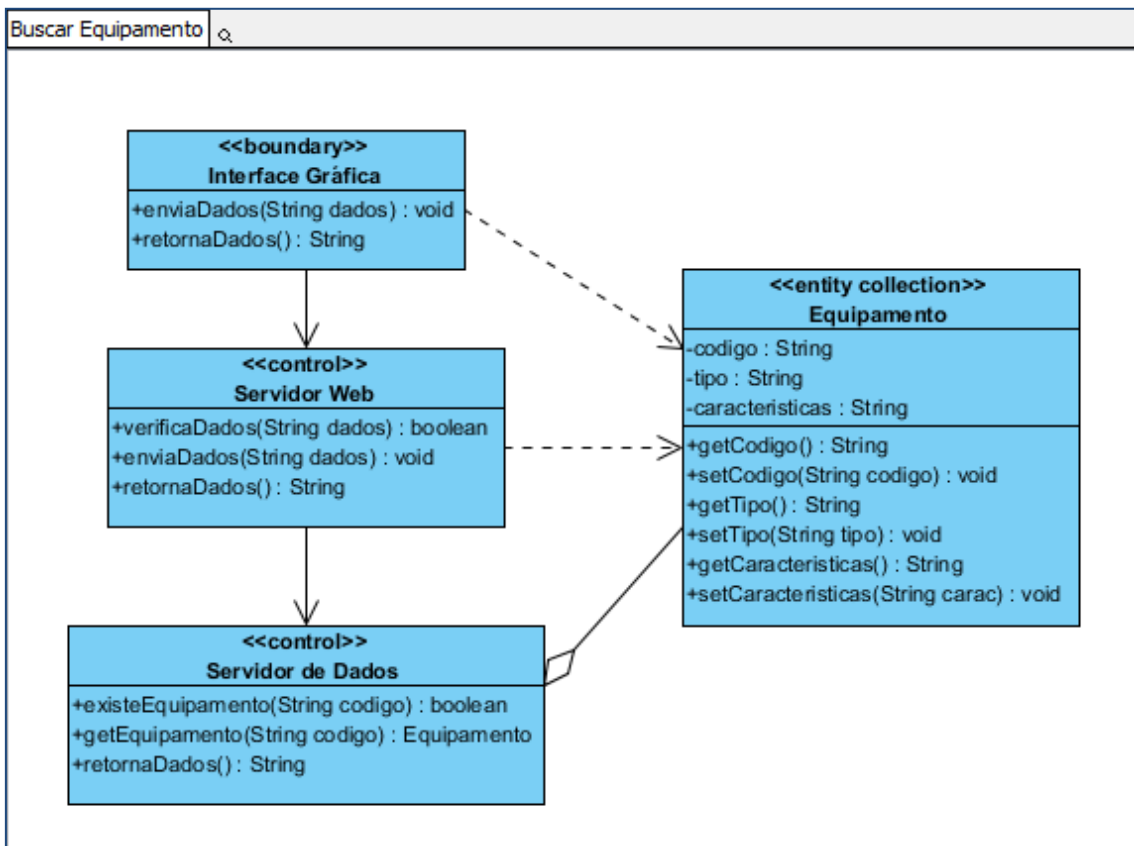 Buscar Equipamento
<<boundary>>
Interface Gráfica
+enviaDados(String dados) : void
+retornaDados() : String
<<control>>
Servidor Web
+verificaDados(String dados) : boolean
+enviaDados(String dados) : void
+retornaDados() : String
<<control>>
Servidor de Dados
+existeEquipamento(String codigo) : boolean
+getEquipamento(String codigo) : Equipamento
+retornaDados() : String
<<entity collection>>
Equipamento
-codigo : String
-tipo : String
-caracteristicas : String
+getCodigo() : String
+setCodigo(String codigo) : void
+getTipo() : String
+setTipo(String tipo) : void
+getCaracteristicas() : String
+setCaracteristicas(String carac) : void